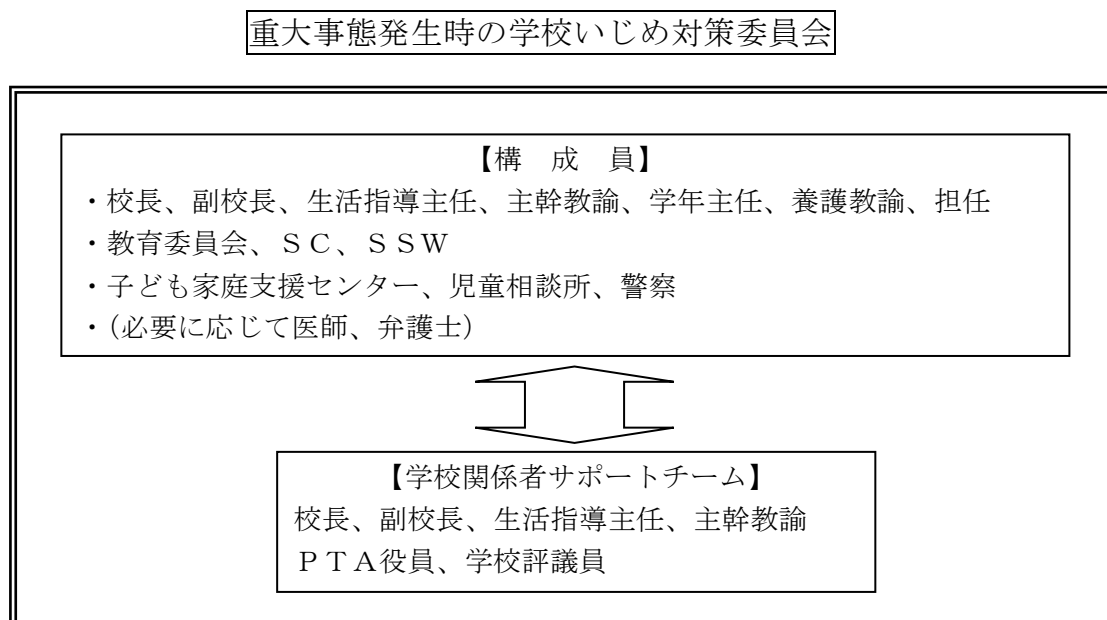 重大事態発生時の学校いじめ対策委員会
【構　成　員】
・校長、副校長、生活指導主任、主幹教諭、学年主任、養護教諭、担任
・教育委員会、ＳＣ、ＳＳＷ
・子ども家庭支援センター、児童相談所、警察
・（必要に応じて医師、弁護士）
【学校関係者サポートチーム】
校長、副校長、生活指導主任、主幹教諭
ＰＴＡ役員、学校評議員